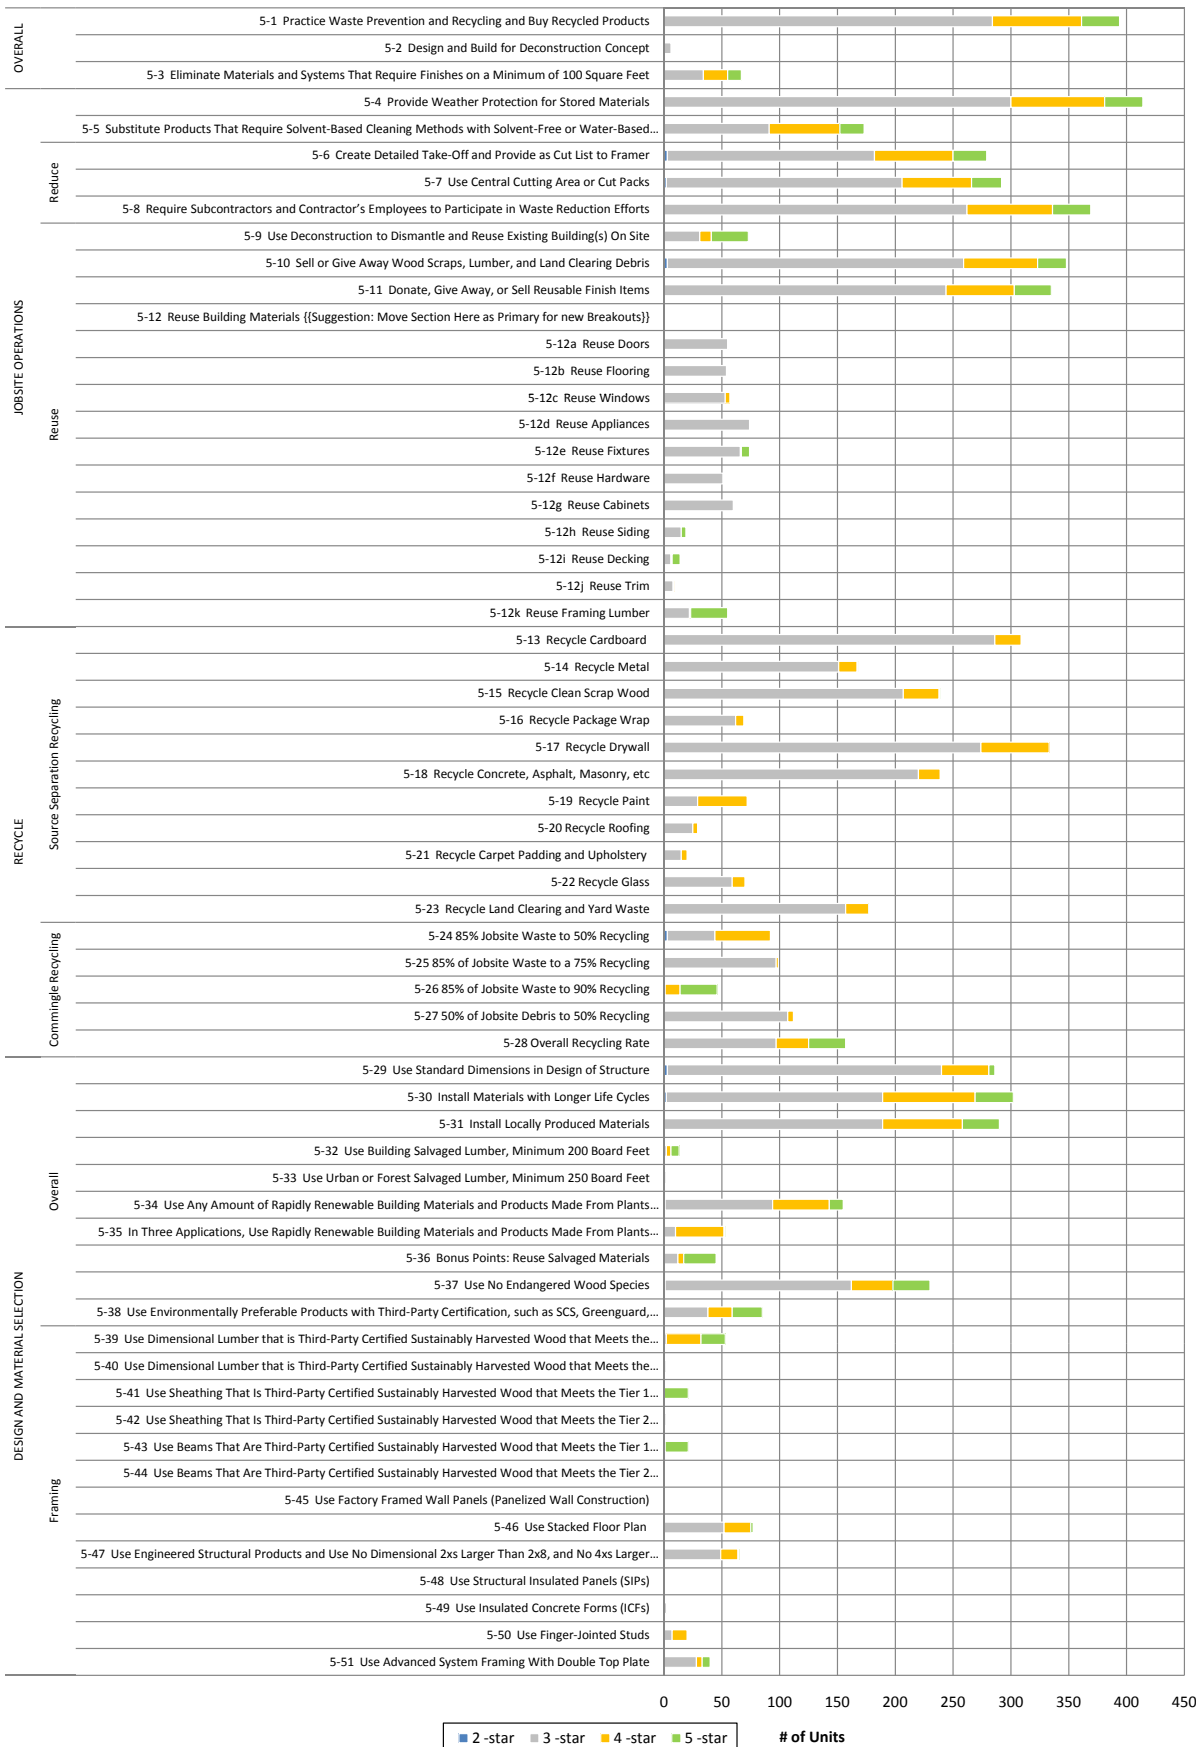 OVERALL
5-1 Practice Waste Prevention and Recycling and Buy Recycled Products
5-2 Design and Build for Deconstruction Concept
5-3 Eliminate Materials and Systems That Require Finishes on a Minimum of 100 Square Feet
JOBSITE OPERATIONS
5-4 Provide Weather Protection for Stored Materials
5-5 Substitute Products That Require Solvent-Based Cleaning Methods with Solvent-Free or Water-Based...
Reduce
5-6 Create Detailed Take-Off and Provide as Cut List to Framer
5-7 Use Central Cutting Area or Cut Packs
5-8 Require Subcontractors and Contractor's Employees to Participate in Waste Reduction Efforts
Reuse
5-9 Use Deconstruction to Dismantle and Reuse Existing Building(s) On Site
5-10 Sell or Give Away Wood Scraps, Lumber, and Land Clearing Debris
5-11 Donate, Give Away, or Sell Reusable Finish Items
5-12 Reuse Building Materials {{Suggestion: Move Section Here as Primary for new Breakouts}}
5-12a Reuse Doors
5-12b Reuse Flooring
5-12c Reuse Windows
5-12d Reuse Appliances
5-12e Reuse Fixtures
5-12f Reuse Hardware
5-12g Reuse Cabinets
5-12h Reuse Siding
5-12i Reuse Decking
5-12j Reuse Trim
5-12k Reuse Framing Lumber
RECYCLE
Source Separation Recycling
5-13 Recycle Cardboard
5-14 Recycle Metal
5-15 Recycle Clean Scrap Wood
5-16 Recycle Package Wrap
5-17 Recycle Drywall
5-18 Recycle Concrete, Asphalt, Masonry, etc
5-19 Recycle Paint
5-20 Recycle Roofing
5-21 Recycle Carpet Padding and Upholstery
5-22 Recycle Glass
5-23 Recycle Land Clearing and Yard Waste
Commingle Recycling
5-24 85% Jobsite Waste to 50% Recycling
5-25 85% of Jobsite Waste to a 75% Recycling
5-26 85% of Jobsite Waste to 90% Recycling
5-27 50% of Jobsite Debris to 50% Recycling
5-28 Overall Recycling Rate
DESIGN AND MATERIAL SELECTION
Overall
5-29 Use Standard Dimensions in Design of Structure
5-30 Install Materials with Longer Life Cycles
5-31 Install Locally Produced Materials
5-32 Use Building Salvaged Lumber, Minimum 200 Board Feet
5-33 Use Urban or Forest Salvaged Lumber, Minimum 250 Board Feet
5-34 Use Any Amount of Rapidly Renewable Building Materials and Products Made From Plants...
5-35 In Three Applications, Use Rapidly Renewable Building Materials and Products Made From Plants...
5-36 Bonus Points: Reuse Salvaged Materials
5-37 Use No Endangered Wood Species
5-38 Use Environmentally Preferable Products with Third-Party Certification, such as SCS, Greenguard,...
Framing
5-39 Use Dimensional Lumber that is Third-Party Certified Sustainably Harvested Wood that Meets the...
5-40 Use Dimensional Lumber that is Third-Party Certified Sustainably Harvested Wood that Meets the...
5-41 Use Sheathing That Is Third-Party Certified Sustainably Harvested Wood that Meets the Tier 1...
5-42 Use Sheathing That Is Third-Party Certified Sustainably Harvested Wood that Meets the Tier 2...
5-43 Use Beams That Are Third-Party Certified Sustainably Harvested Wood that Meets the Tier 1...
5-44 Use Beams That Are Third-Party Certified Sustainably Harvested Wood that Meets the Tier 2...
5-45 Use Factory Framed Wall Panels (Panelized Wall Construction)
5-46 Use Stacked Floor Plan
5-47 Use Engineered Structural Products and Use No Dimensional 2xs Larger Than 2x8, and No 4xs Larger...
5-48 Use Structural Insulated Panels (SIPs)
5-49 Use Insulated Concrete Forms (ICFs)
5-50 Use Finger-Jointed Studs
5-51 Use Advanced System Framing With Double Top Plate
0 50 100 150 200 250 300 350 400 450
2 -star 3 -star 4 -star 5 -star # of Units